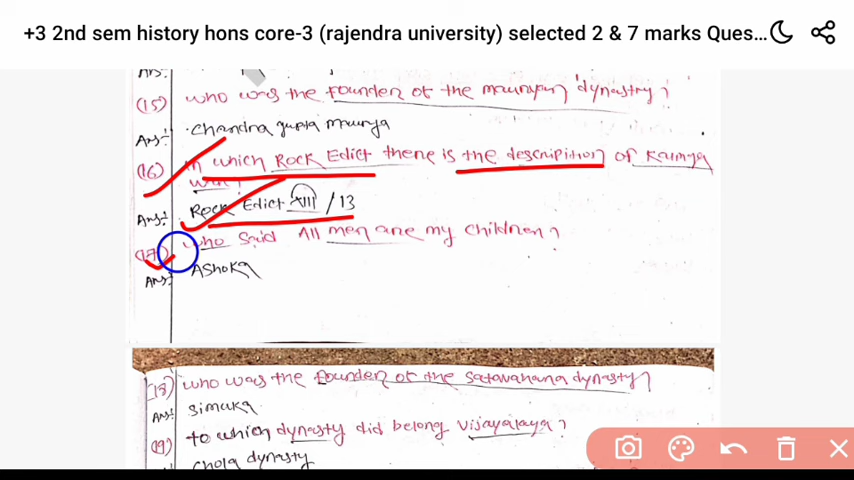 +3 2nd sem history hons core-3 (rajendra university) selected 2 & 7 marks Ques...
Ans:
(15) who was the founder of the mauryan dynastry?
Ans: Chandra gupta maurya
(16) In which Rock Edict there is the description of Kalinga
war?
Ans: Rock Edict XIII / 13
(17) who said All men are my children?
Ans: Ashoka
(18) who was the founder of the satavahana dynasty?
Ans: simuka
(19) to which dynasty did belong vijayalaya?
chola dynasty